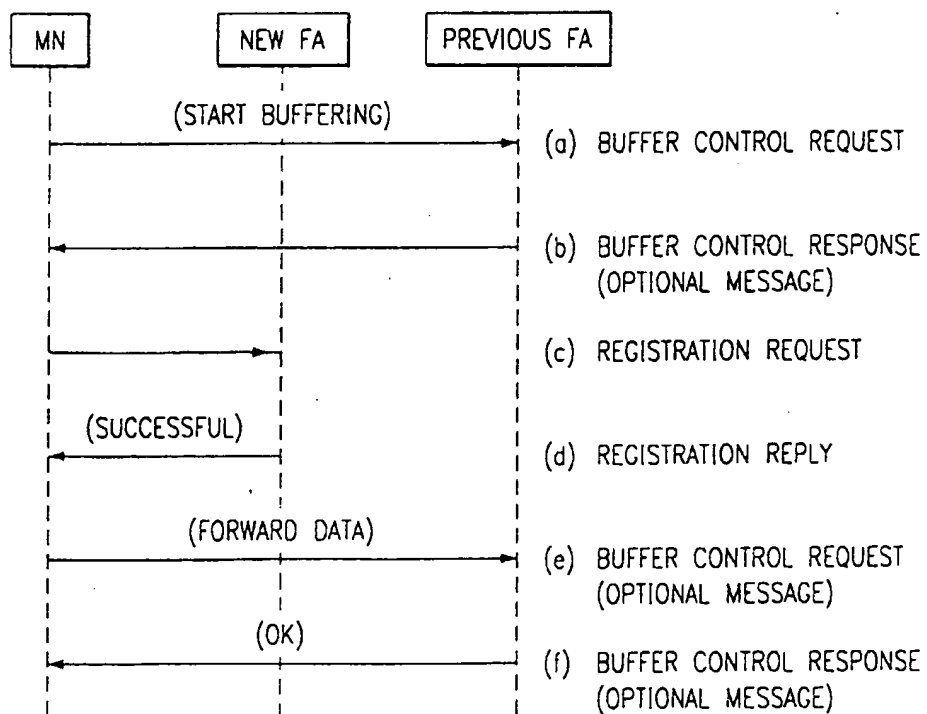 MN
NEW FA
PREVIOUS FA
(START BUFFERING)
(a) BUFFER CONTROL REQUEST
(b) BUFFER CONTROL RESPONSE
(OPTIONAL MESSAGE)
(c) REGISTRATION REQUEST
(SUCCESSFUL)
(d) REGISTRATION REPLY
(FORWARD DATA)
(e) BUFFER CONTROL REQUEST
(OPTIONAL MESSAGE)
(OK)
(f) BUFFER CONTROL RESPONSE
(OPTIONAL MESSAGE)